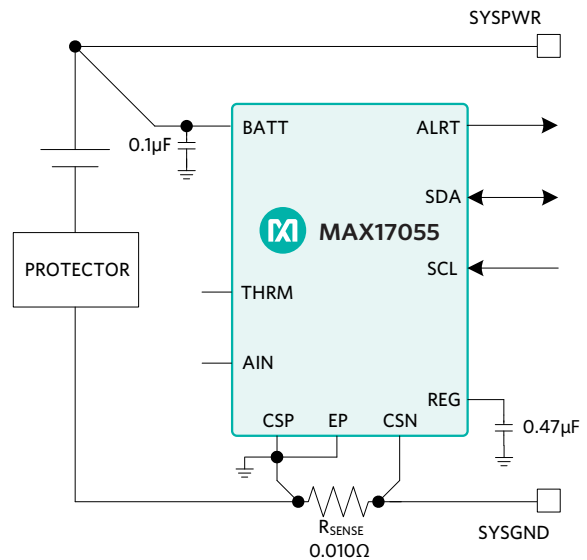 SYSPWR
BATT
ALRT
0.1µF
SDA
MAX17055
PROTECTOR
SCL
THRM
AIN
REG
CSP EP CSN
0.47µF
RSENSE
0.010Ω
SYSGND